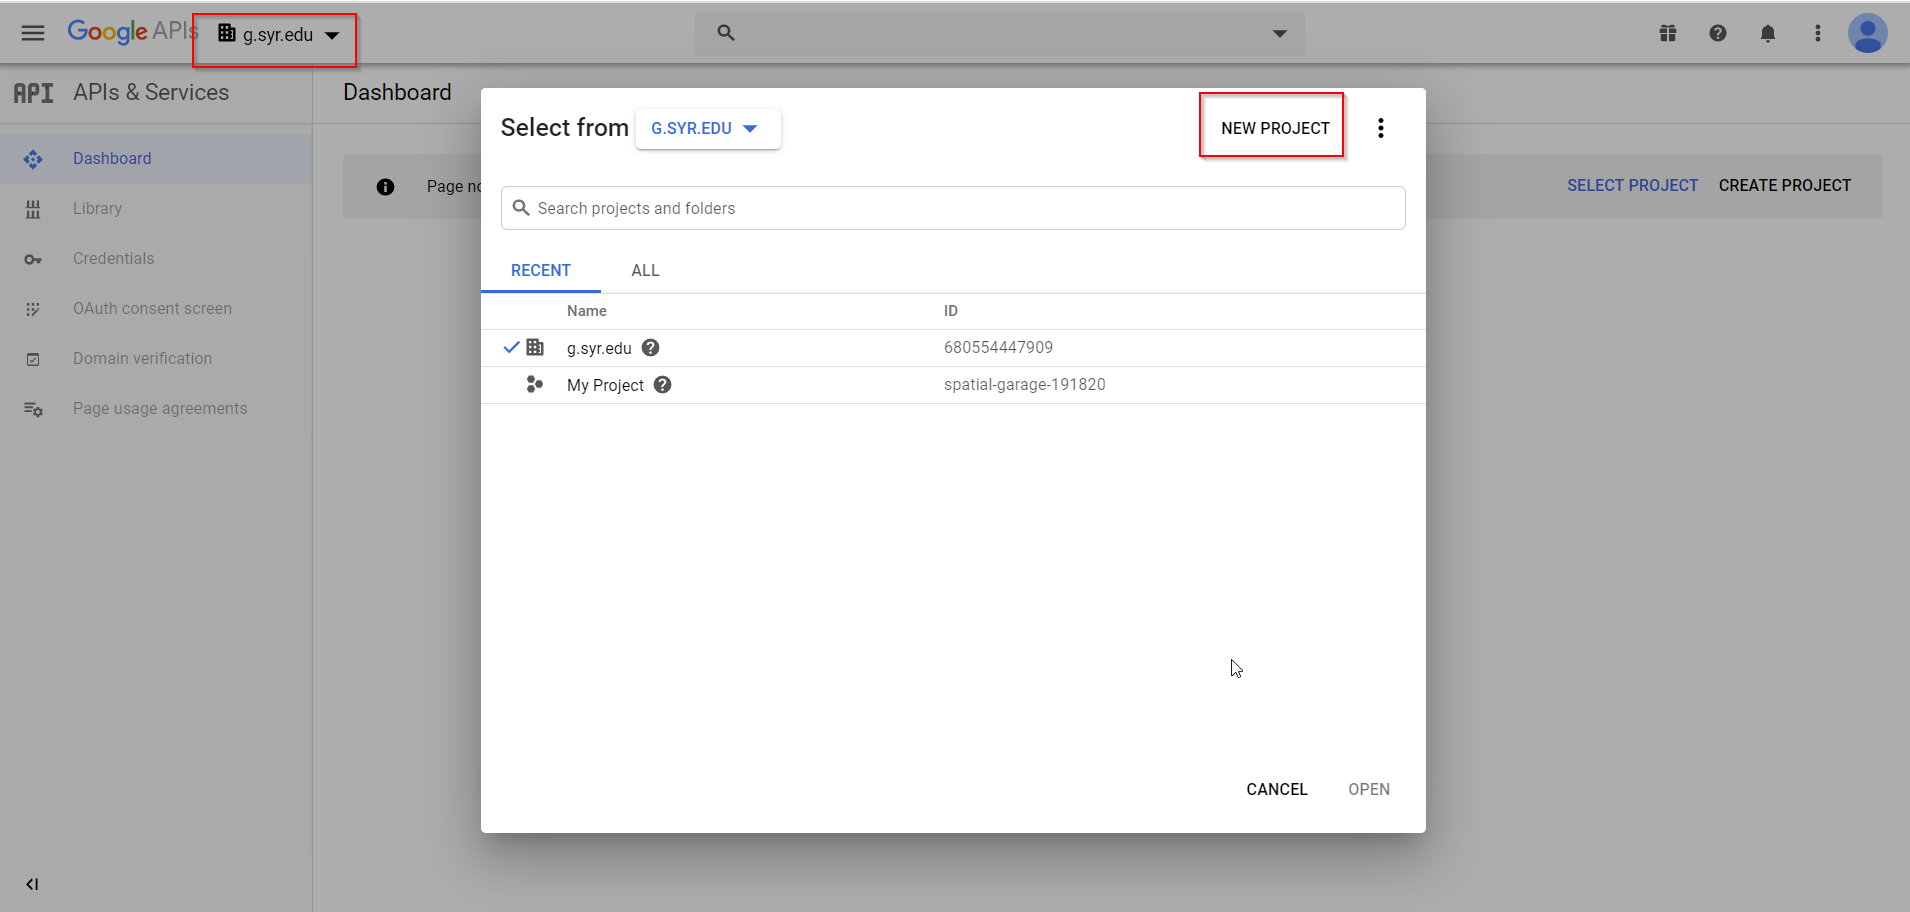 Google APIs
g.syr.edu
API APIs & Services
Dashboard
Dashboard
Library
Credentials
OAuth consent screen
Domain verification
Page usage agreements
Page
SELECT PROJECT CREATE PROJECT
Select from G.SYR.EDU
NEW PROJECT
Search projects and folders
RECENT ALL
Name ID
g.syr.edu 680554447909
My Project spatial-garage-191820
CANCEL OPEN